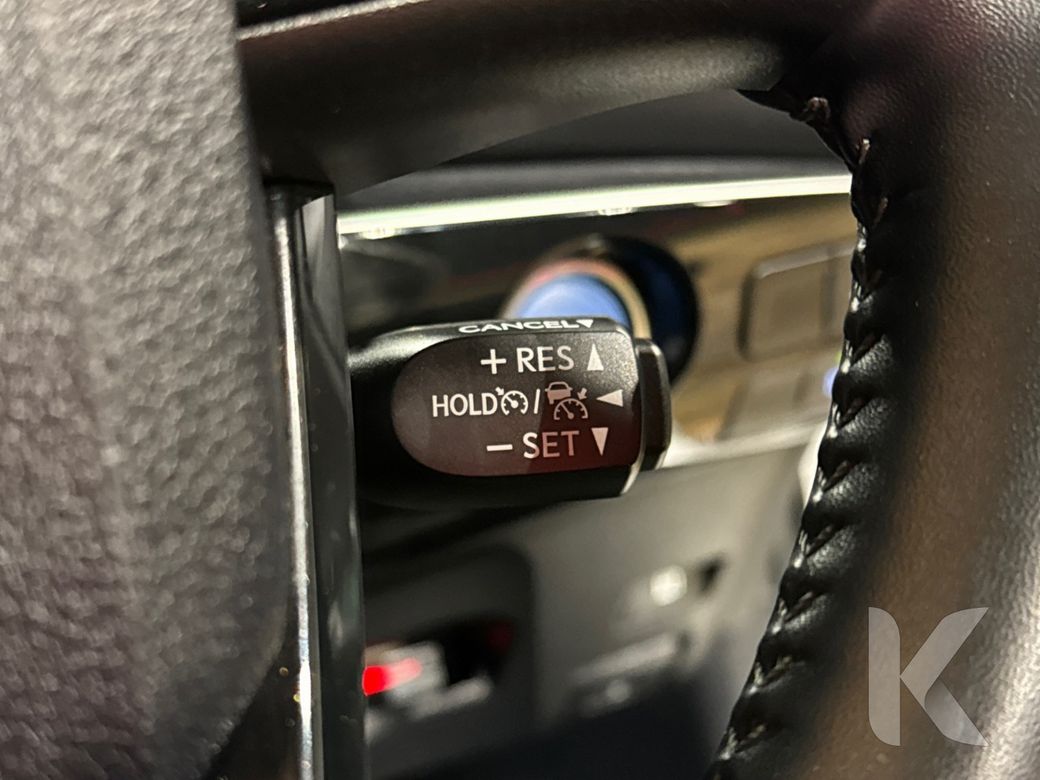 CANCEL
+ RES
HOLD /
− SET
K